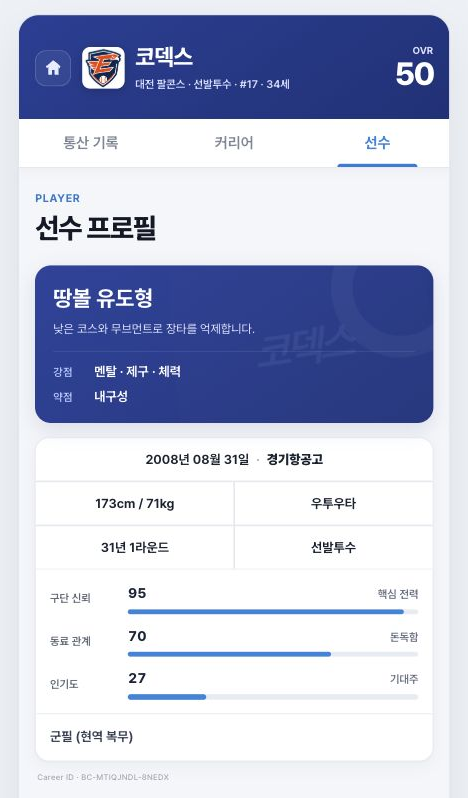 코덱스
대전 팔콘스 · 선발투수 · #17 · 34세
OVR
50
통산 기록
커리어
선수
PLAYER
선수 프로필
땅볼 유도형
낮은 코스와 무브먼트로 장타를 억제합니다.
코덱스
강점 멘탈 · 제구 · 체력
약점 내구성
2008년 08월 31일 · 경기항공고
173cm / 71kg
우투우타
31년 1라운드
선발투수
구단 신뢰 95 핵심 전력
동료 관계 70 돈독함
인기도 27 기대주
군필 (현역 복무)
Career ID · BC-MTIQJNDL-8NEDX